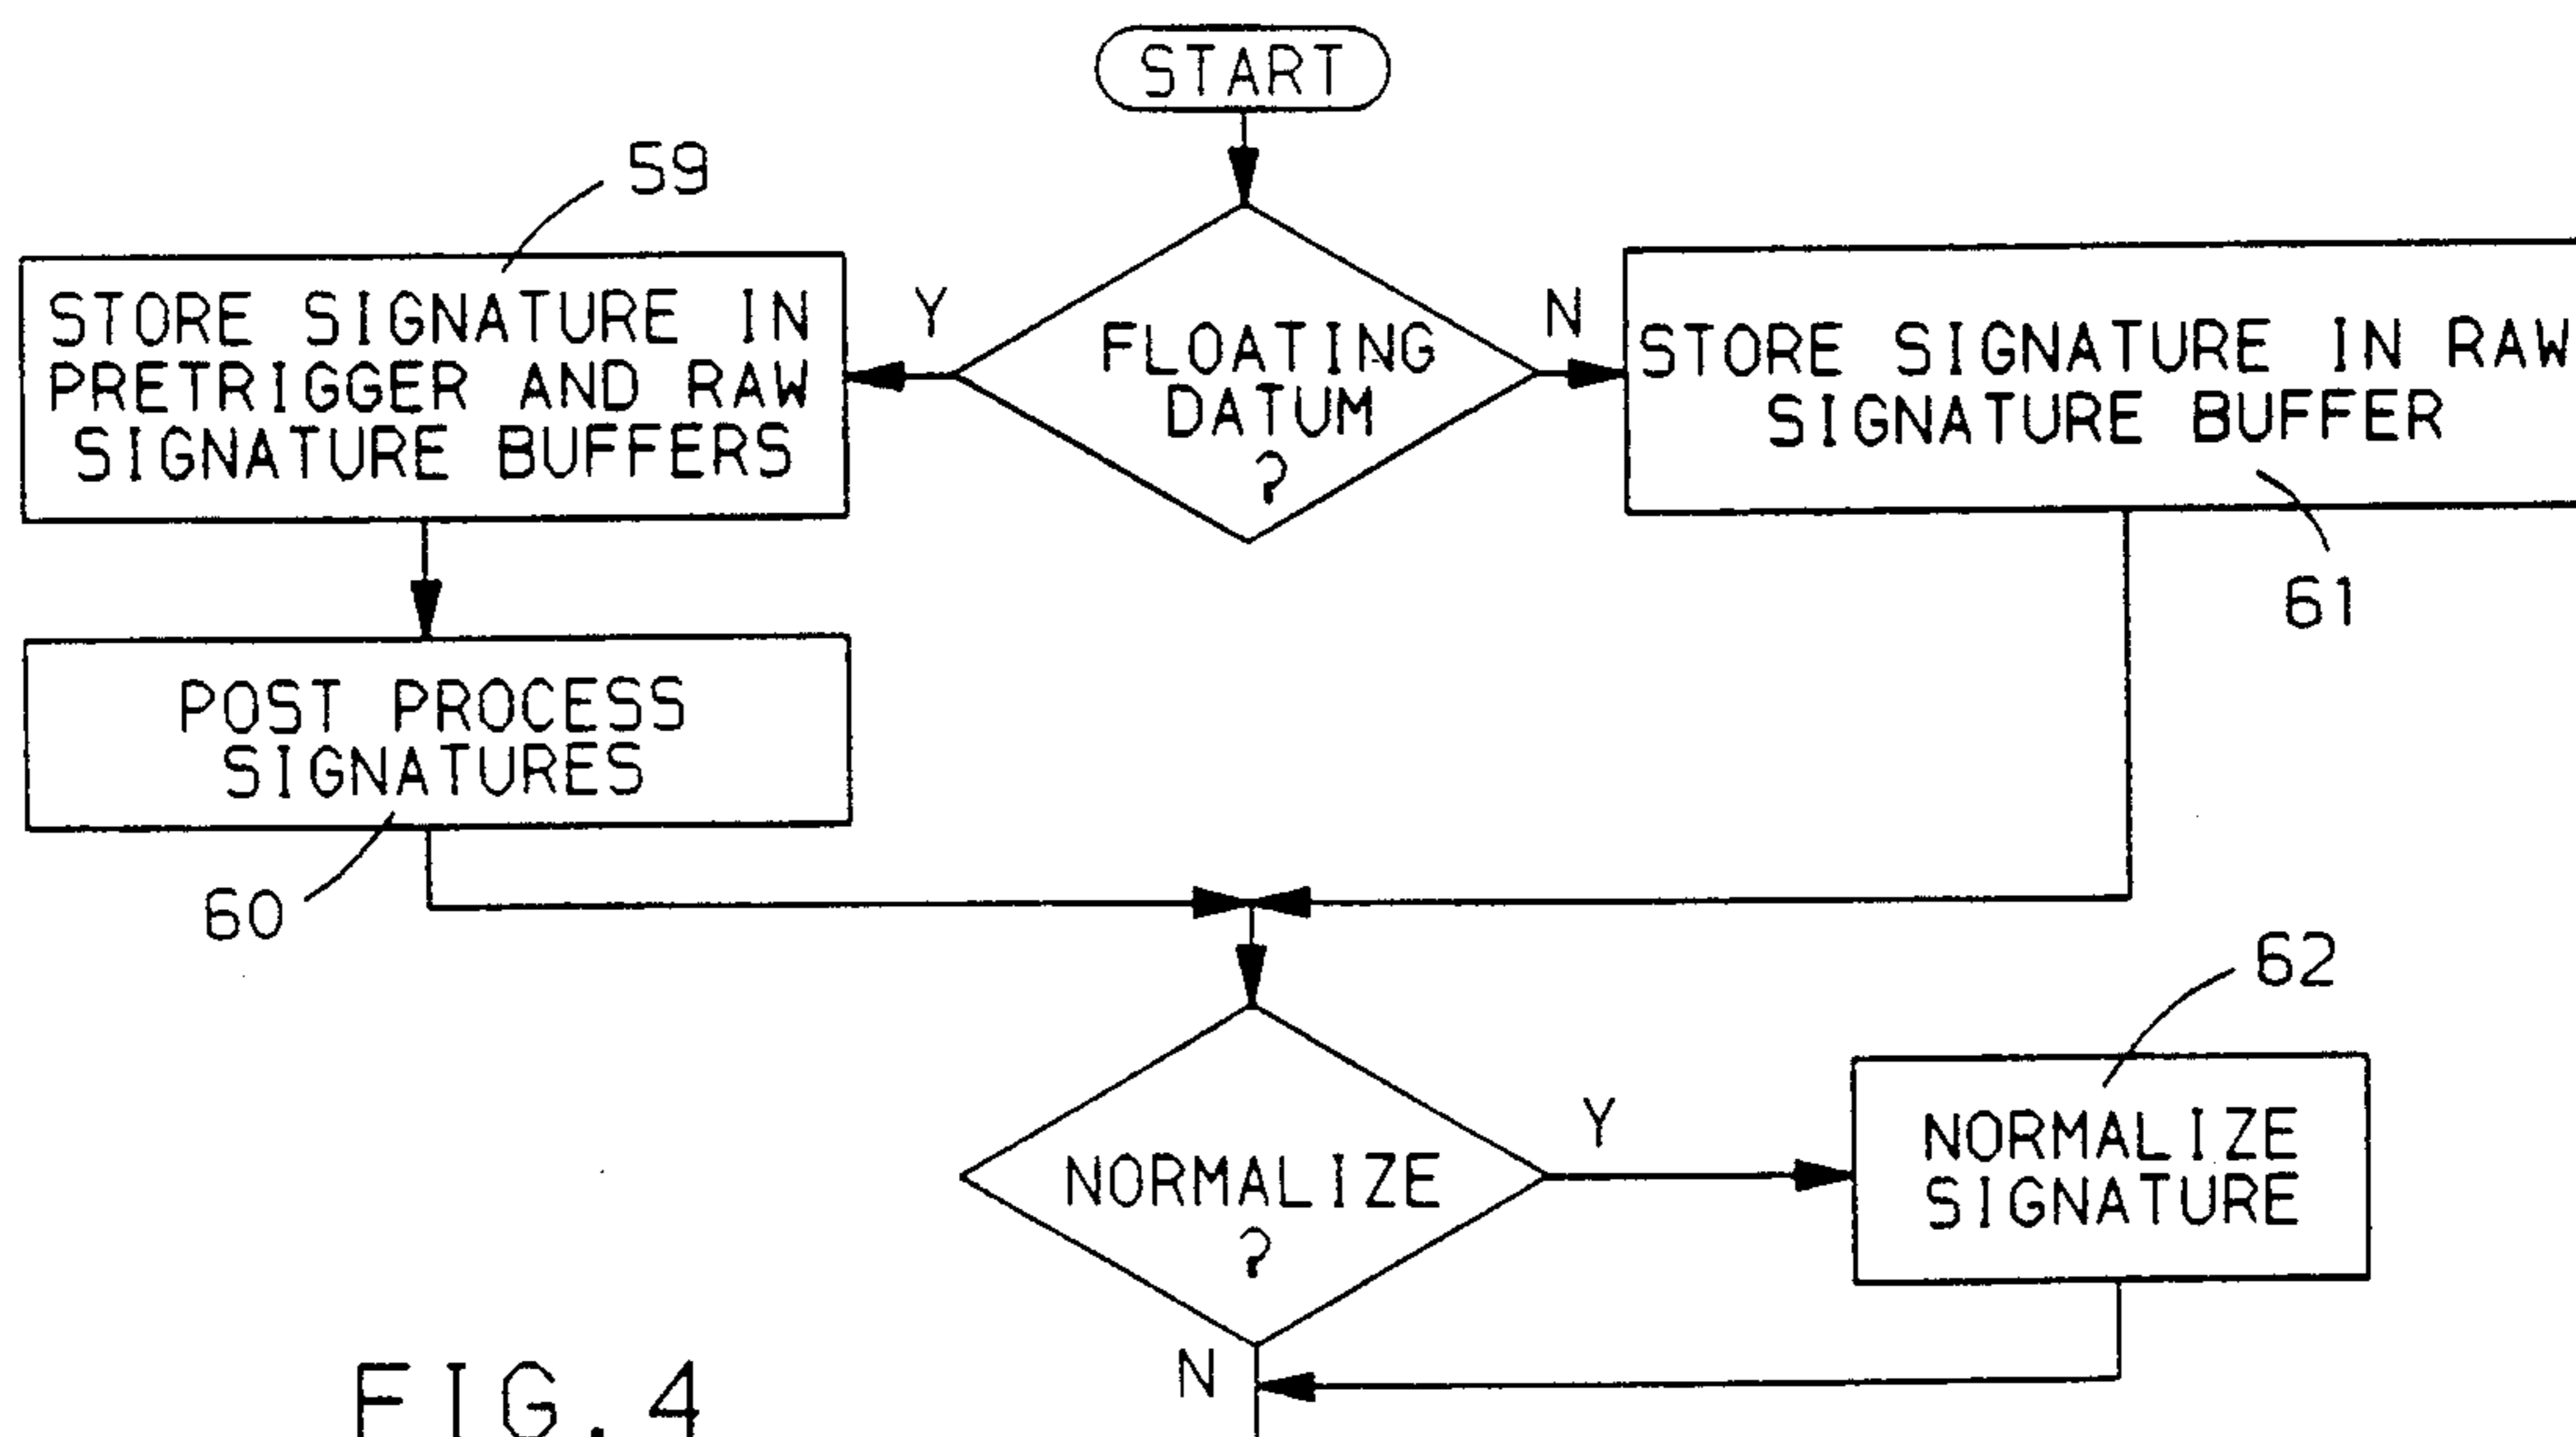 START
59
STORE SIGNATURE IN
PRETRIGGER AND RAW
SIGNATURE BUFFERS
Y
FLOATING
DATUM
?
N
STORE SIGNATURE IN RAW
SIGNATURE BUFFER
61
POST PROCESS
SIGNATURES
60
62
NORMALIZE
?
Y
NORMALIZE
SIGNATURE
N
FIG.4